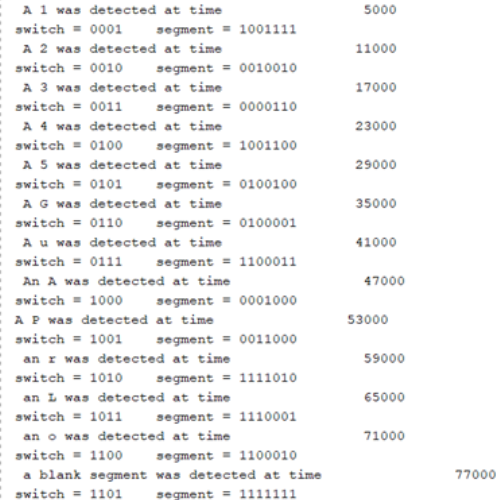 A 1 was detected at time 5000
switch = 0001 segment = 1001111
A 2 was detected at time 11000
switch = 0010 segment = 0010010
A 3 was detected at time 17000
switch = 0011 segment = 0000110
A 4 was detected at time 23000
switch = 0100 segment = 1001100
A 5 was detected at time 29000
switch = 0101 segment = 0100100
A G was detected at time 35000
switch = 0110 segment = 0100001
A u was detected at time 41000
switch = 0111 segment = 1100011
An A was detected at time 47000
switch = 1000 segment = 0001000
A P was detected at time 53000
switch = 1001 segment = 0011000
an r was detected at time 59000
switch = 1010 segment = 1111010
an L was detected at time 65000
switch = 1011 segment = 1110001
an o was detected at time 71000
switch = 1100 segment = 1100010
a blank segment was detected at time 77000
switch = 1101 segment = 1111111